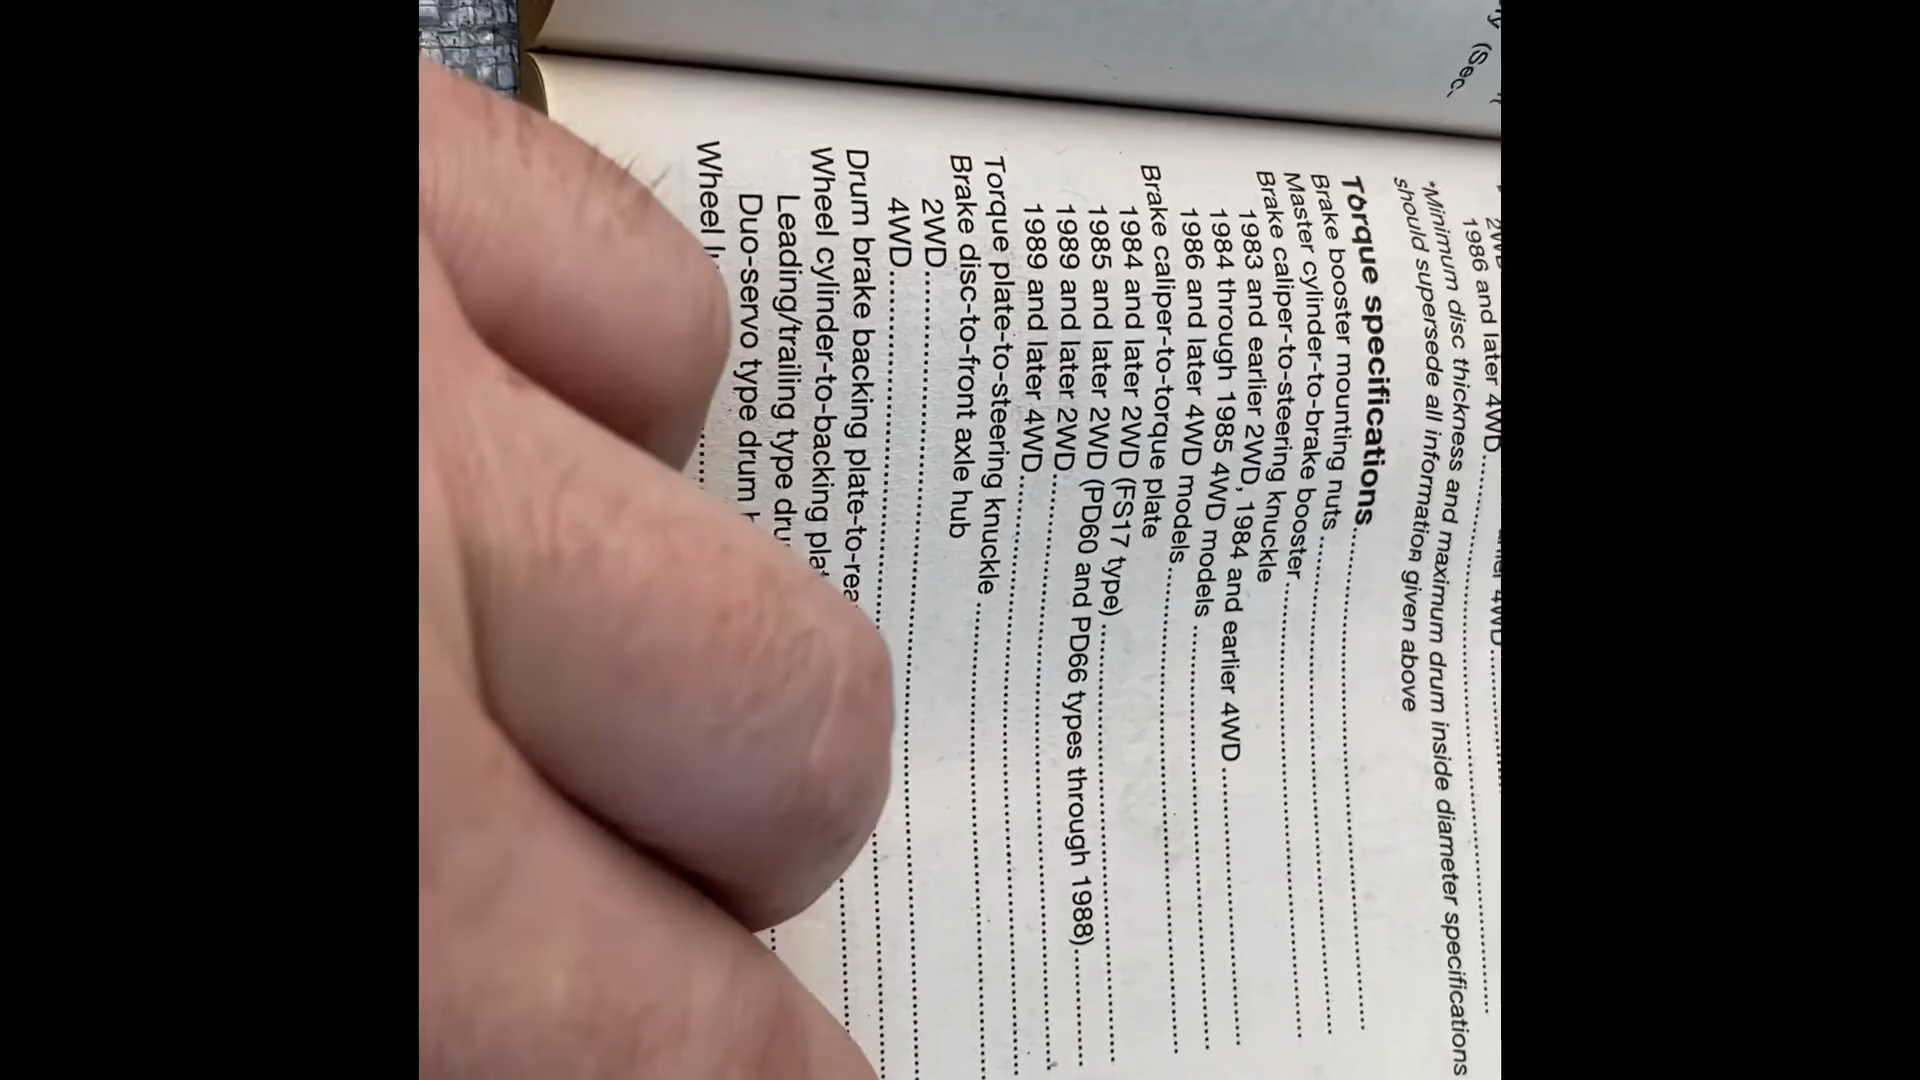 1986 and later 4WD
*Minimum disc thickness and maximum drum inside diameter specifications
should supersede all information given above
Torque specifications
Brake booster mounting nuts
Master cylinder-to-brake booster
Brake caliper-to-steering knuckle
1983 and earlier 2WD, 1984 and earlier 4WD
1984 through 1985 4WD models
1986 and later 4WD models
Brake caliper-to-torque plate
1984 and later 2WD (FS17 type)
1985 and later 2WD (PD60 and PD66 types through 1988)
1989 and later 2WD
1989 and later 4WD
Torque plate-to-steering knuckle
Brake disc-to-front axle hub
2WD
4WD
Drum brake backing plate-to-
Wheel cylinder-to-backing
Leading/trailing type
Duo-servo type drum
Wheel